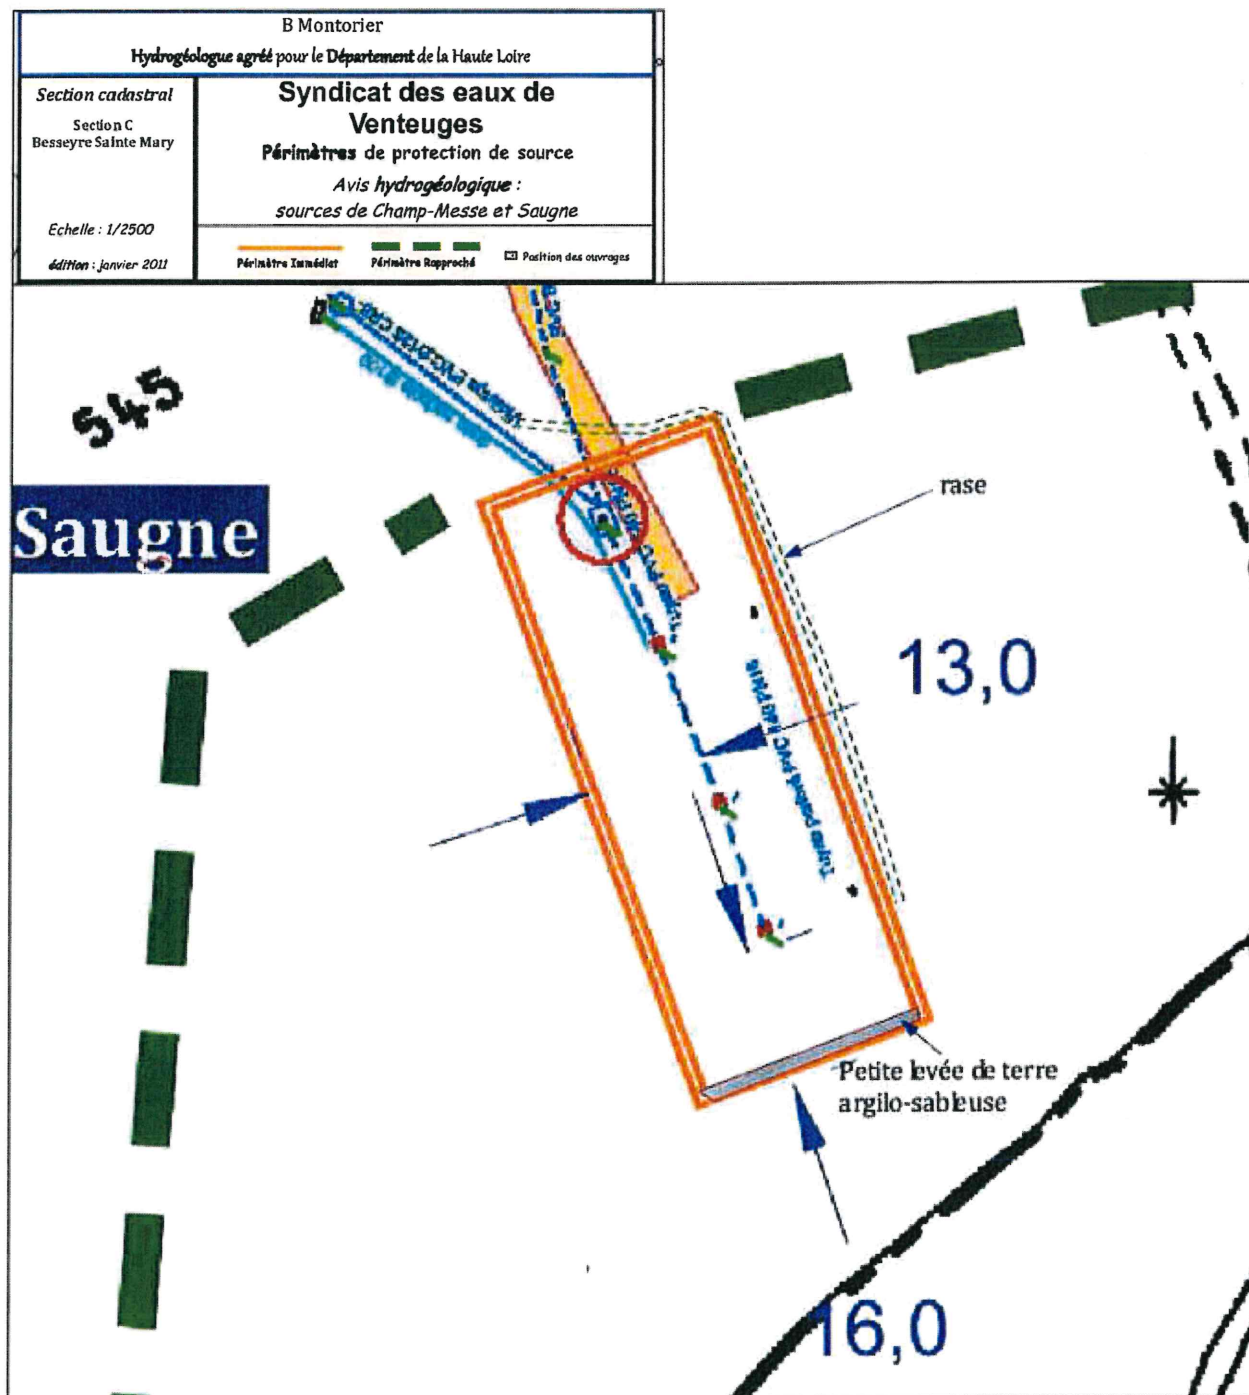 B Montorier
Hydrogéologue agréé pour le Département de la Haute Loire
Section cadastral
Section C
Besseyre Sainte Mary
Echelle : 1/2500
édition : janvier 2011
Syndicat des eaux de
Venteuges
Périmètres de protection de source
Avis hydrogéologique :
sources de Champ-Messe et Saugne
Périmètre Immédiat
Périmètre Rapproché
Position des ouvrages
545
Saugne
rase
13,0
Petite levée de terre
argilo-sableuse
16,0